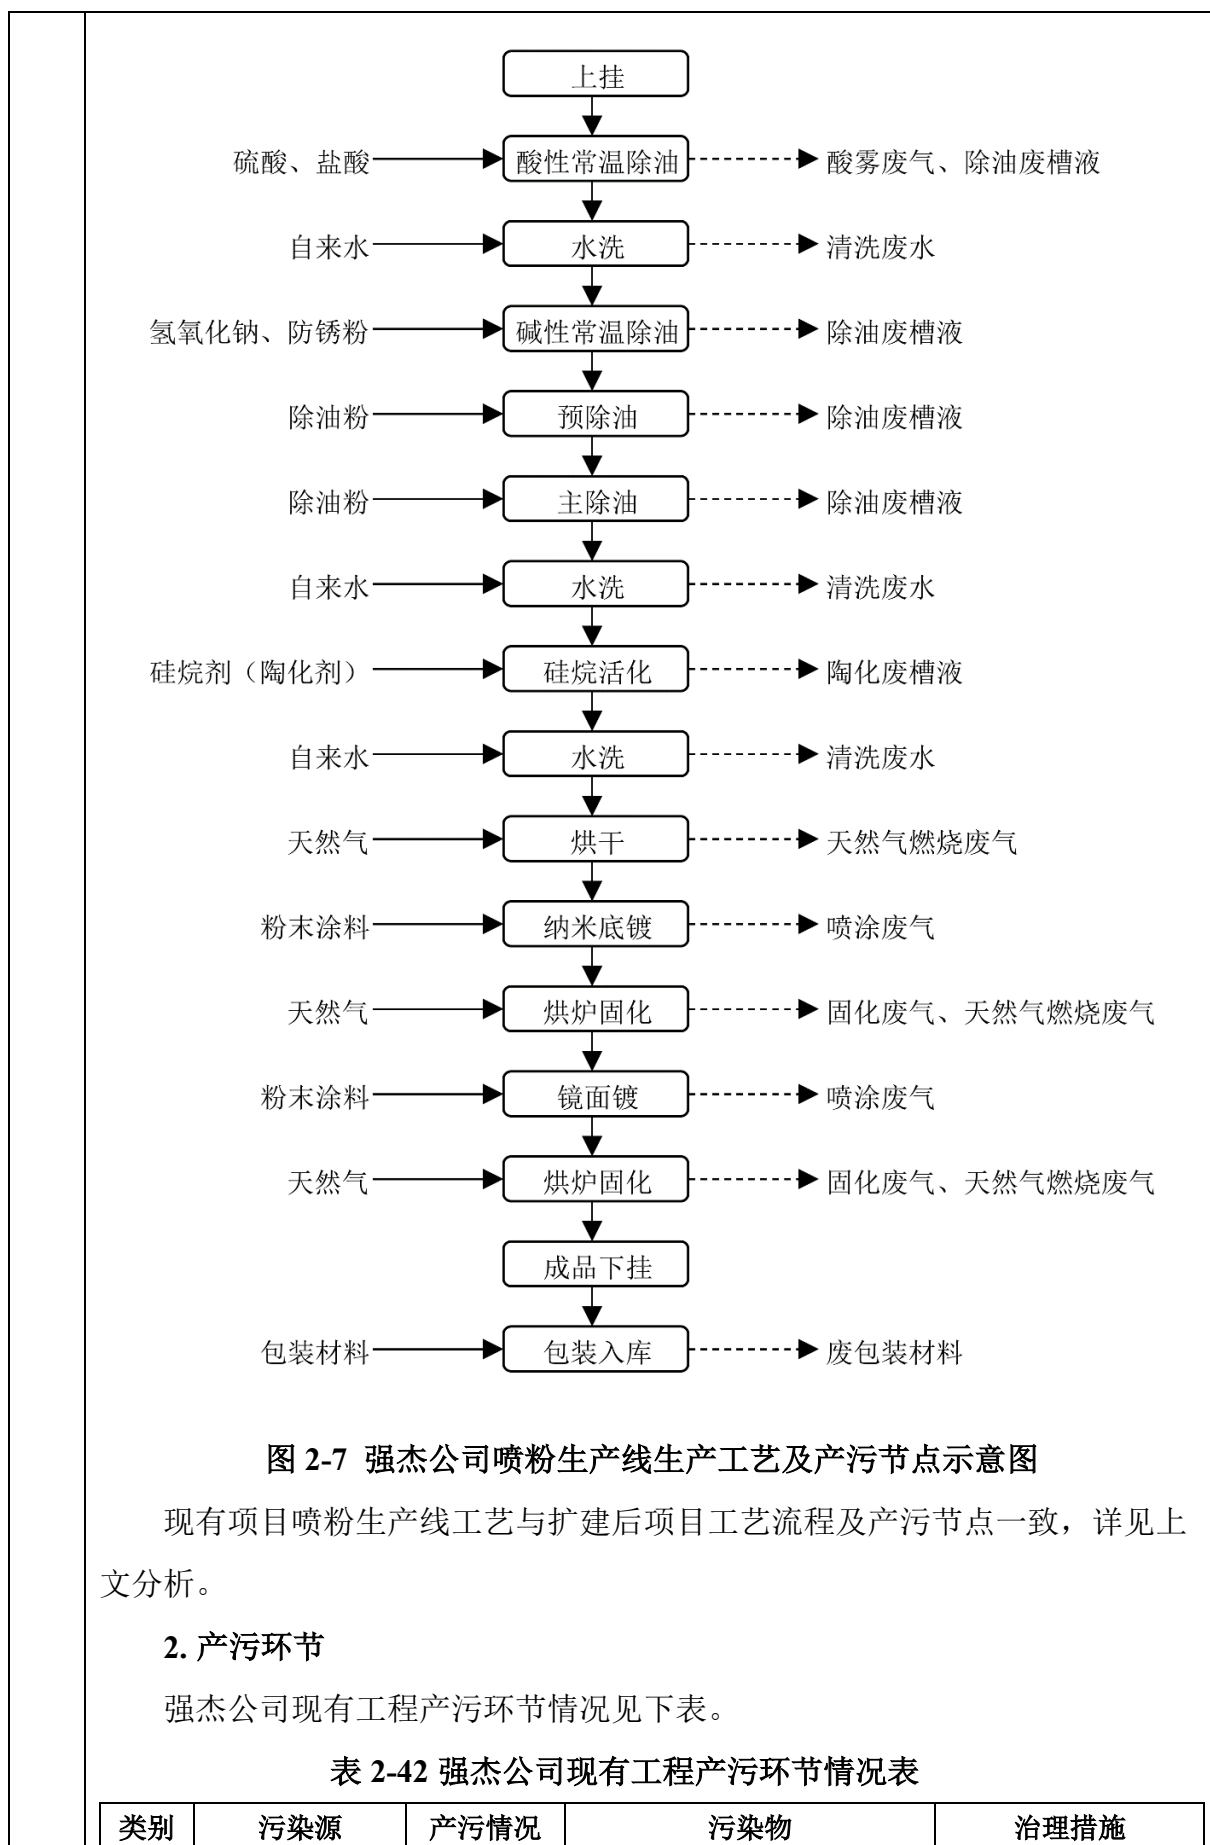 上挂
硫酸、盐酸 酸性常温除油 酸雾废气、除油废槽液
自来水 水洗 清洗废水
氢氧化钠、防锈粉 碱性常温除油 除油废槽液
除油粉 预除油 除油废槽液
除油粉 主除油 除油废槽液
自来水 水洗 清洗废水
硅烷剂（陶化剂） 硅烷活化 陶化废槽液
自来水 水洗 清洗废水
天然气 烘干 天然气燃烧废气
粉末涂料 纳米底镀 喷涂废气
天然气 烘炉固化 固化废气、天然气燃烧废气
粉末涂料 镜面镀 喷涂废气
天然气 烘炉固化 固化废气、天然气燃烧废气
成品下挂
包装材料 包装入库 废包装材料
图 2-7 强杰公司喷粉生产线生产工艺及产污节点示意图
现有项目喷粉生产线工艺与扩建后项目工艺流程及产污节点一致，详见上
文分析。
2. 产污环节
强杰公司现有工程产污环节情况见下表。
表 2-42 强杰公司现有工程产污环节情况表
类别 污染源 产污情况 污染物 治理措施